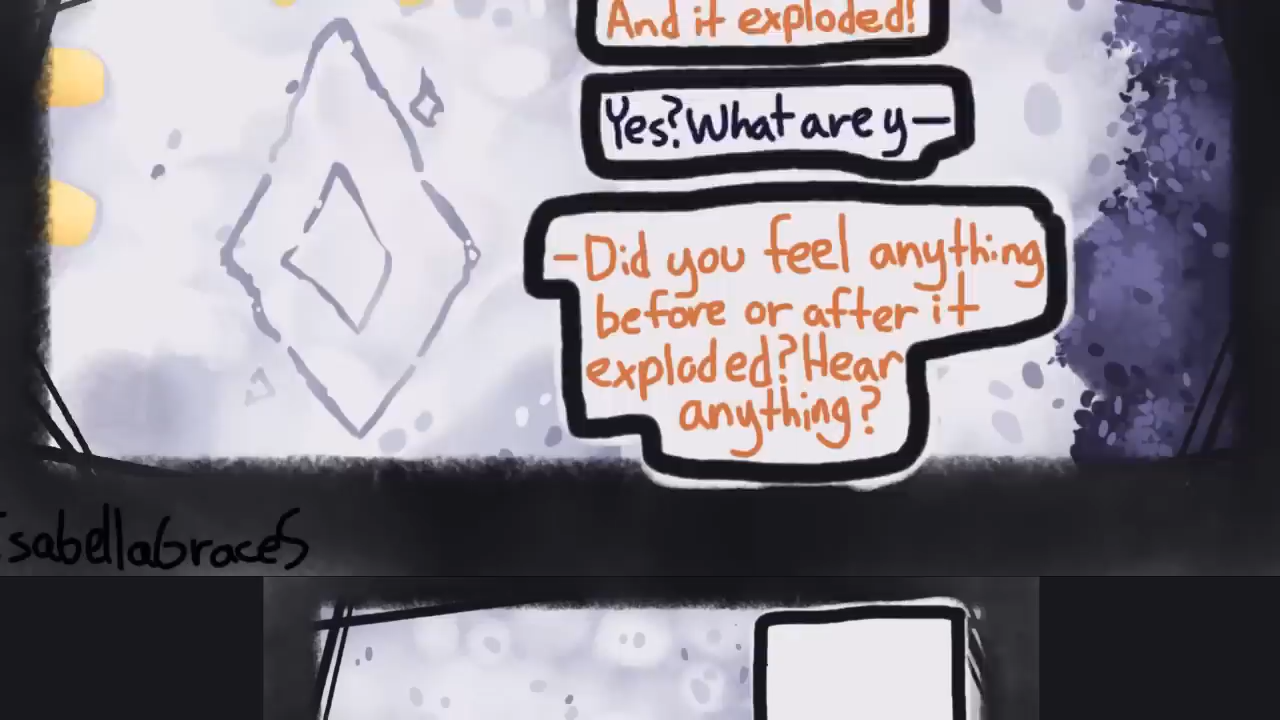 And it exploded!
Yes? What are y—
—Did you feel anything
before or after it
exploded? Hear
anything?
IsabellaGraceS